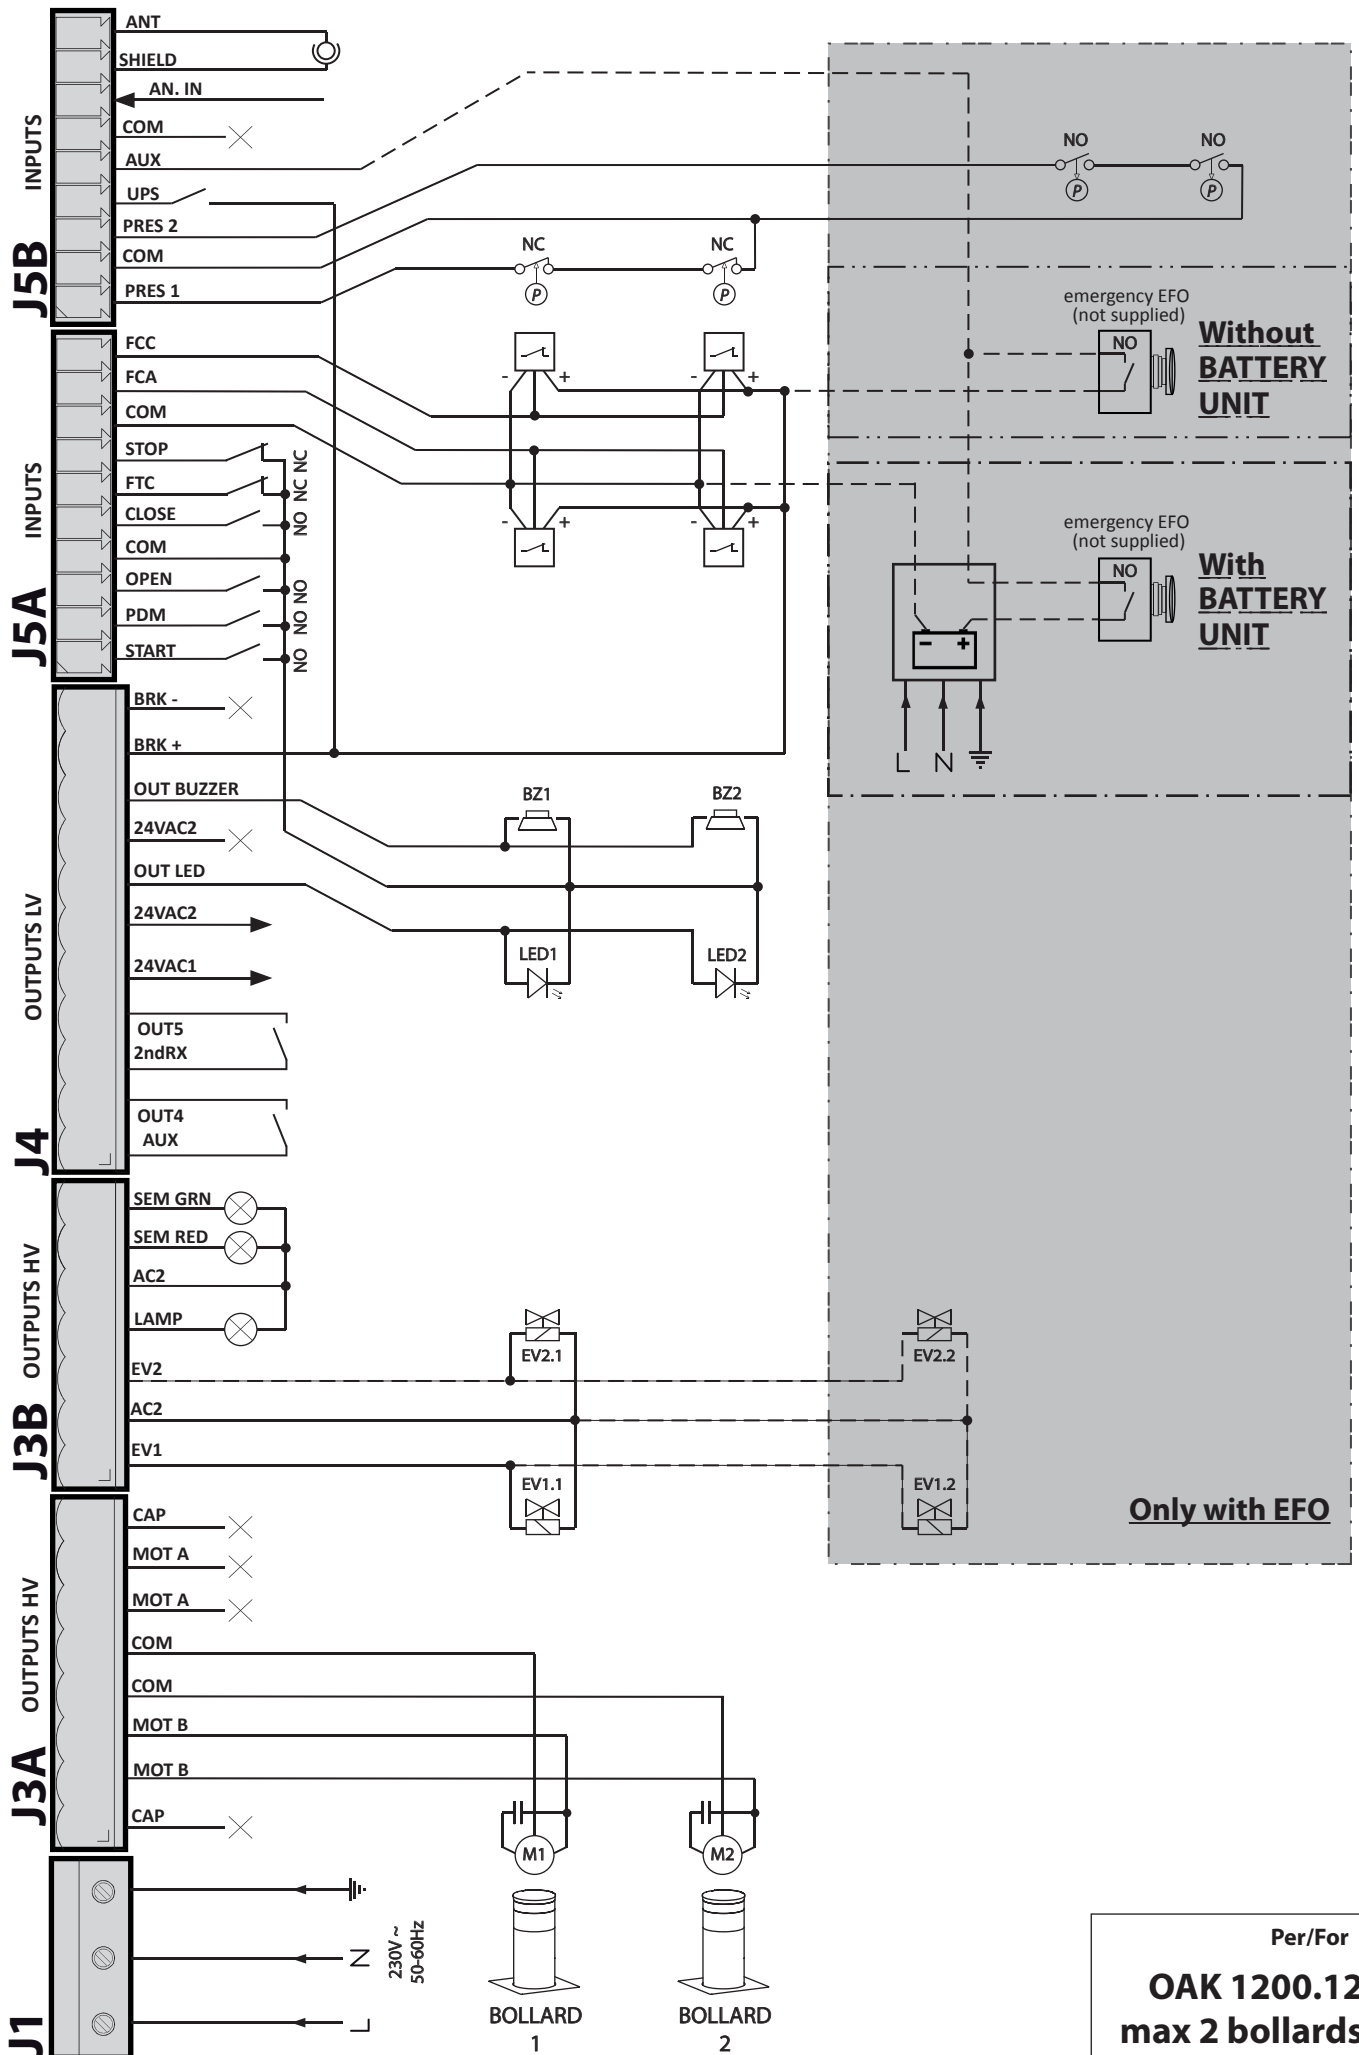 J5B
INPUTS
ANT
SHIELD
AN. IN
COM
AUX
UPS
PRES 2
COM
PRES 1
NC
P
NC
P
NO
P
NO
P
emergency EFO
(not supplied)
NO
Without
BATTERY
UNIT
J5A
INPUTS
FCC
FCA
COM
STOP
FTC
CLOSE
COM
OPEN
PDM
START
NC
NC
NO
NO
NO
NO
- +
- +
- +
- +
emergency EFO
(not supplied)
NO
With
BATTERY
UNIT
- +
L N
J4
OUTPUTS LV
BRK -
BRK +
OUT BUZZER
24VAC2
OUT LED
24VAC2
24VAC1
OUT5
2ndRX
OUT4
AUX
BZ1
BZ2
LED1
LED2
J3B
OUTPUTS HV
SEM GRN
SEM RED
AC2
LAMP
EV2
AC2
EV1
EV2.1
EV2.2
EV1.1
EV1.2
Only with EFO
J3A
OUTPUTS HV
CAP
MOT A
MOT A
COM
COM
MOT B
MOT B
CAP
M1
M2
J1
N
L
230V ~
50-60Hz
BOLLARD
1
BOLLARD
2
Per/For
OAK 1200.12
max 2 bollards